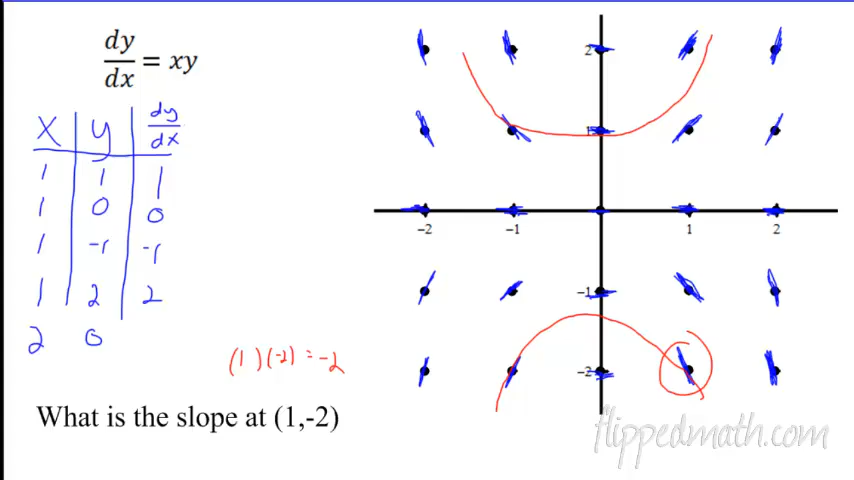 dy/dx = xy
x y dy/dx
1 1 1
1 0 0
1 -1 -1
1 2 2
2 0
(1)(-2) = -2
What is the slope at (1,-2)
2
1
-2 -1 1 2
-1
-2
flippedmath.com